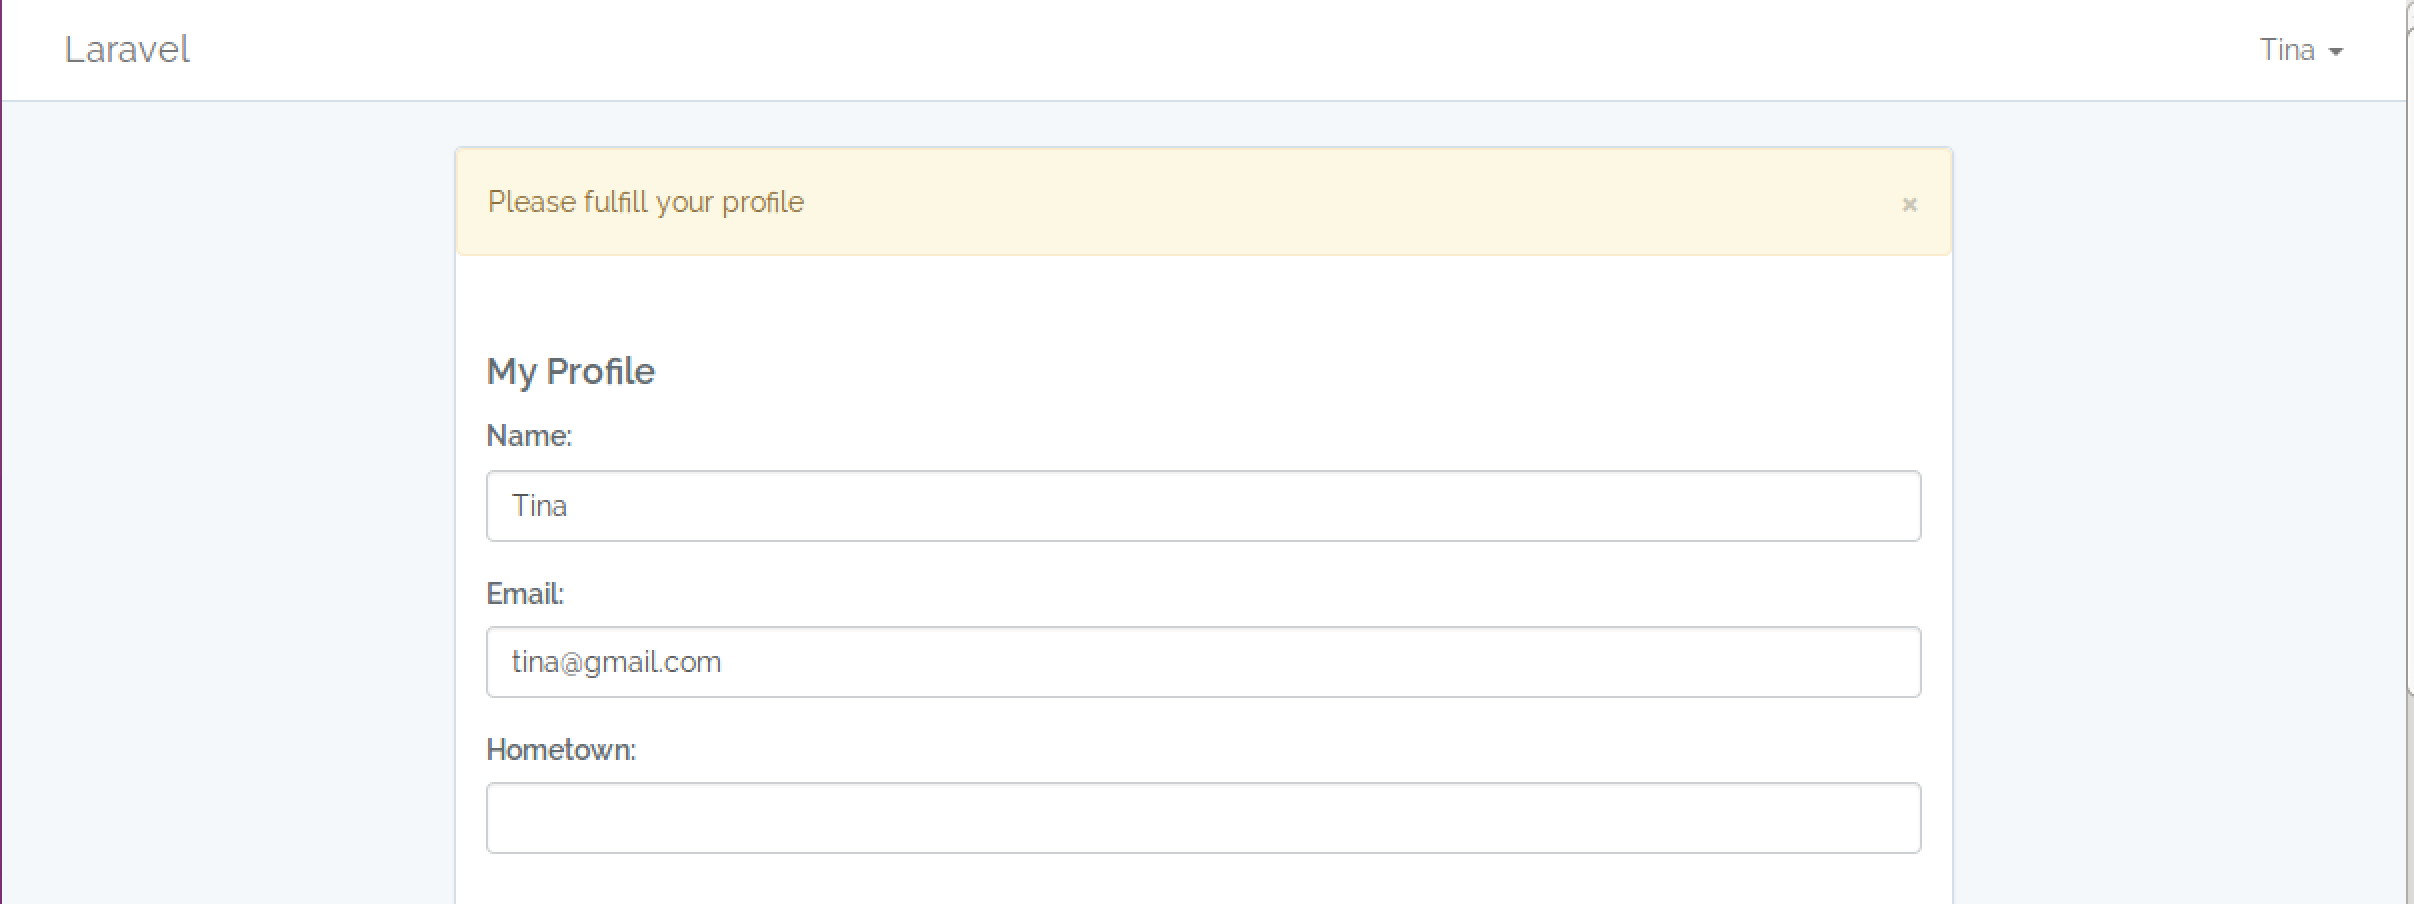 Laravel
Tina
Please fulfill your profile
×
My Profile
Name:
Tina
Email:
tina@gmail.com
Hometown: